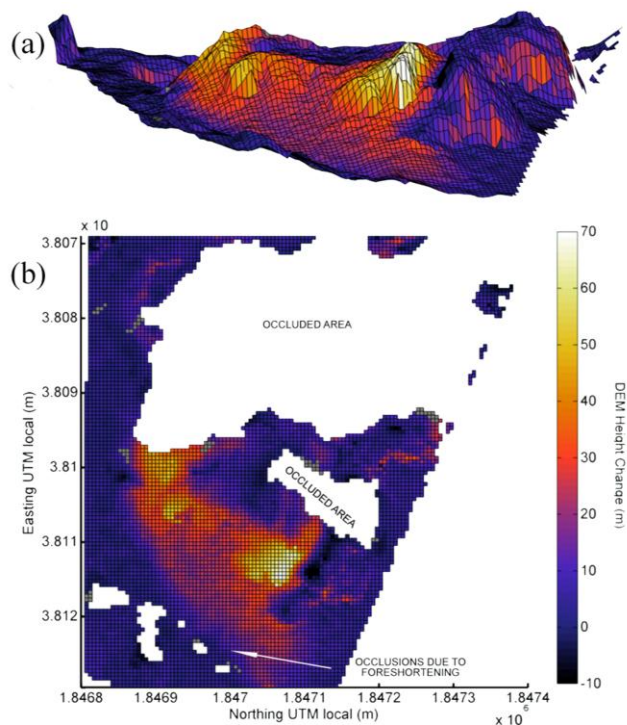 (a)
(b)
x 10
3.807
3.808
3.809
3.81
3.811
3.812
Easting UTM local (m)
OCCLUDED AREA
OCCLUDED AREA
OCCLUSIONS DUE TO
FORESHORTENING
1.8468 1.8469 1.847 1.8471 1.8472 1.8473 1.8474
x 10⁶
Northing UTM local (m)
70
60
50
40
30
20
10
0
-10
DEM Height Change (m)